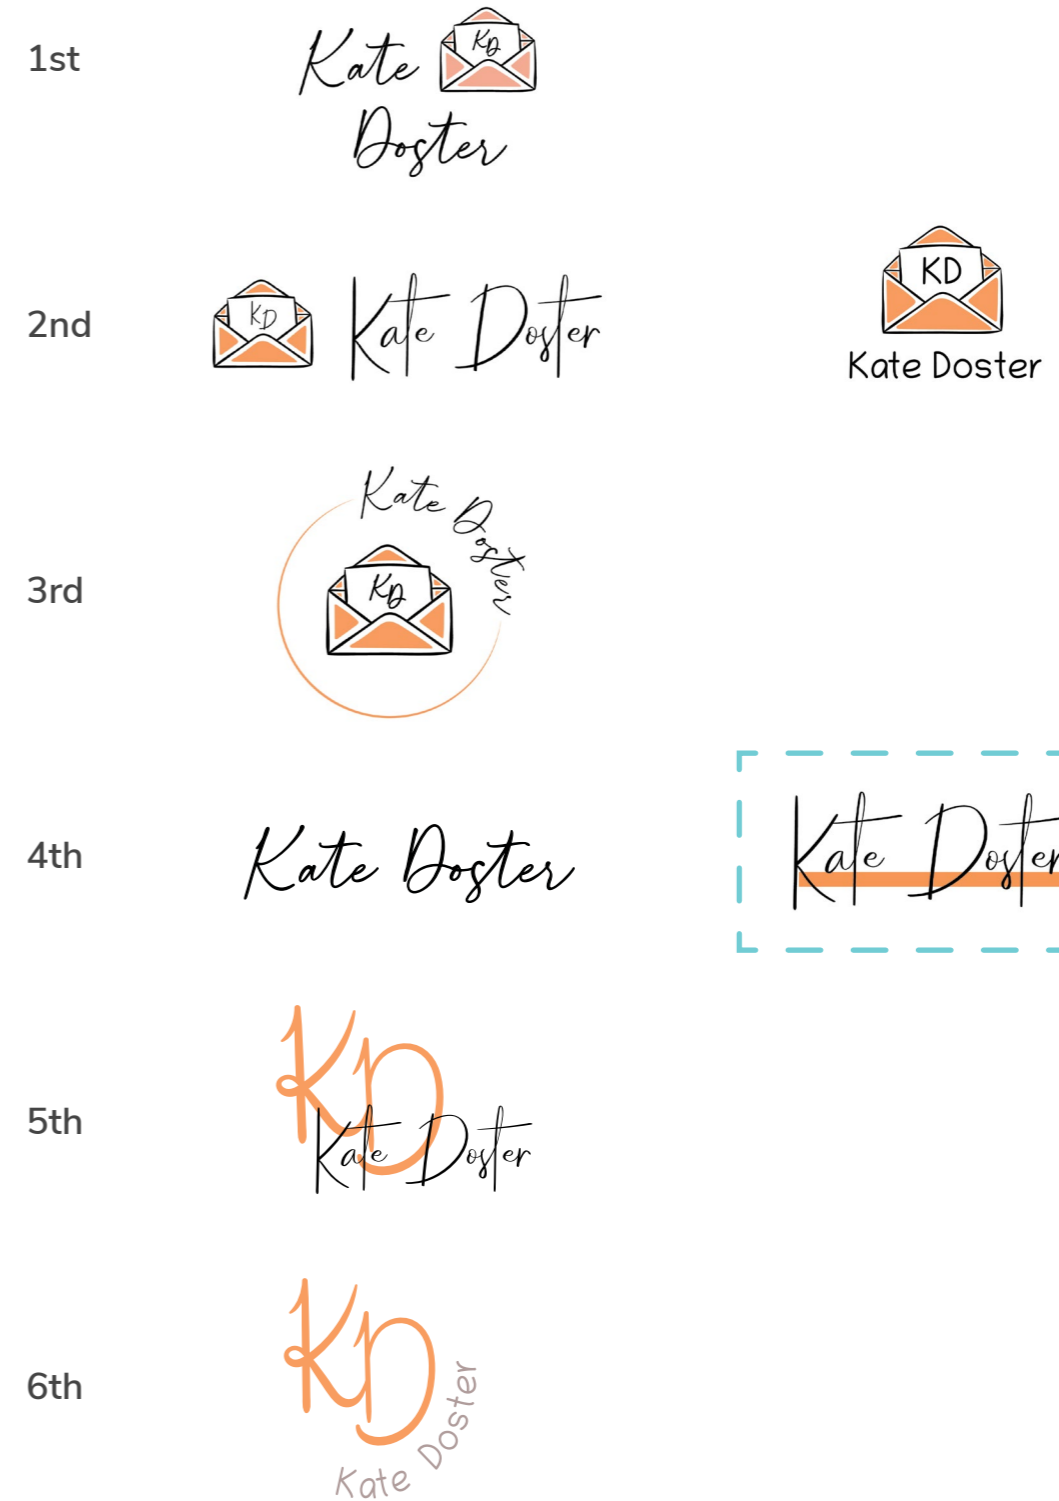 1st
Kate
KD
Doster
2nd
KD
Kate Doster
KD
Kate Doster
3rd
Kate Doster
KD
4th
Kate Doster
Kate Doster
5th
KD
Kate Doster
6th
KD
Kate Doster